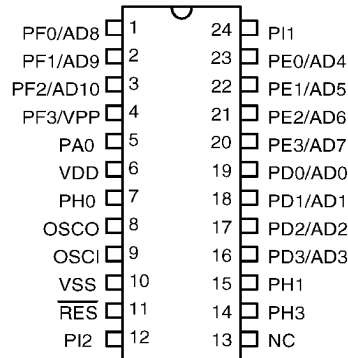 PF0/AD8 1 24 PI1
PF1/AD9 2 23 PE0/AD4
PF2/AD10 3 22 PE1/AD5
PF3/VPP 4 21 PE2/AD6
PA0 5 20 PE3/AD7
VDD 6 19 PD0/AD0
PH0 7 18 PD1/AD1
OSCO 8 17 PD2/AD2
OSCI 9 16 PD3/AD3
VSS 10 15 PH1
RES 11 14 PH3
PI2 12 13 NC